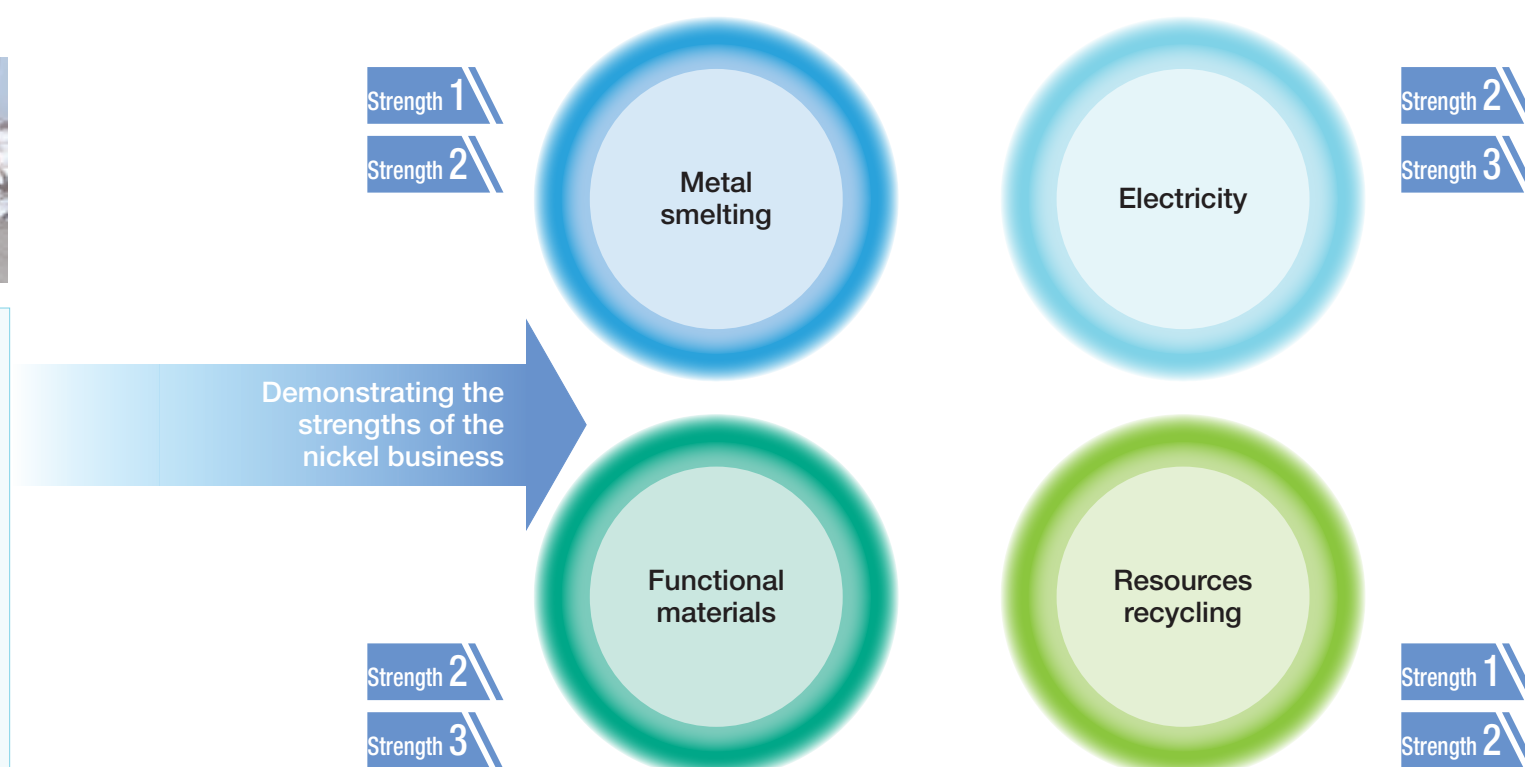 Strength 1
Strength 2
Metal
smelting
Electricity
Strength 2
Strength 3
Demonstrating the
strengths of the
nickel business
Strength 2
Strength 3
Functional
materials
Resources
recycling
Strength 1
Strength 2